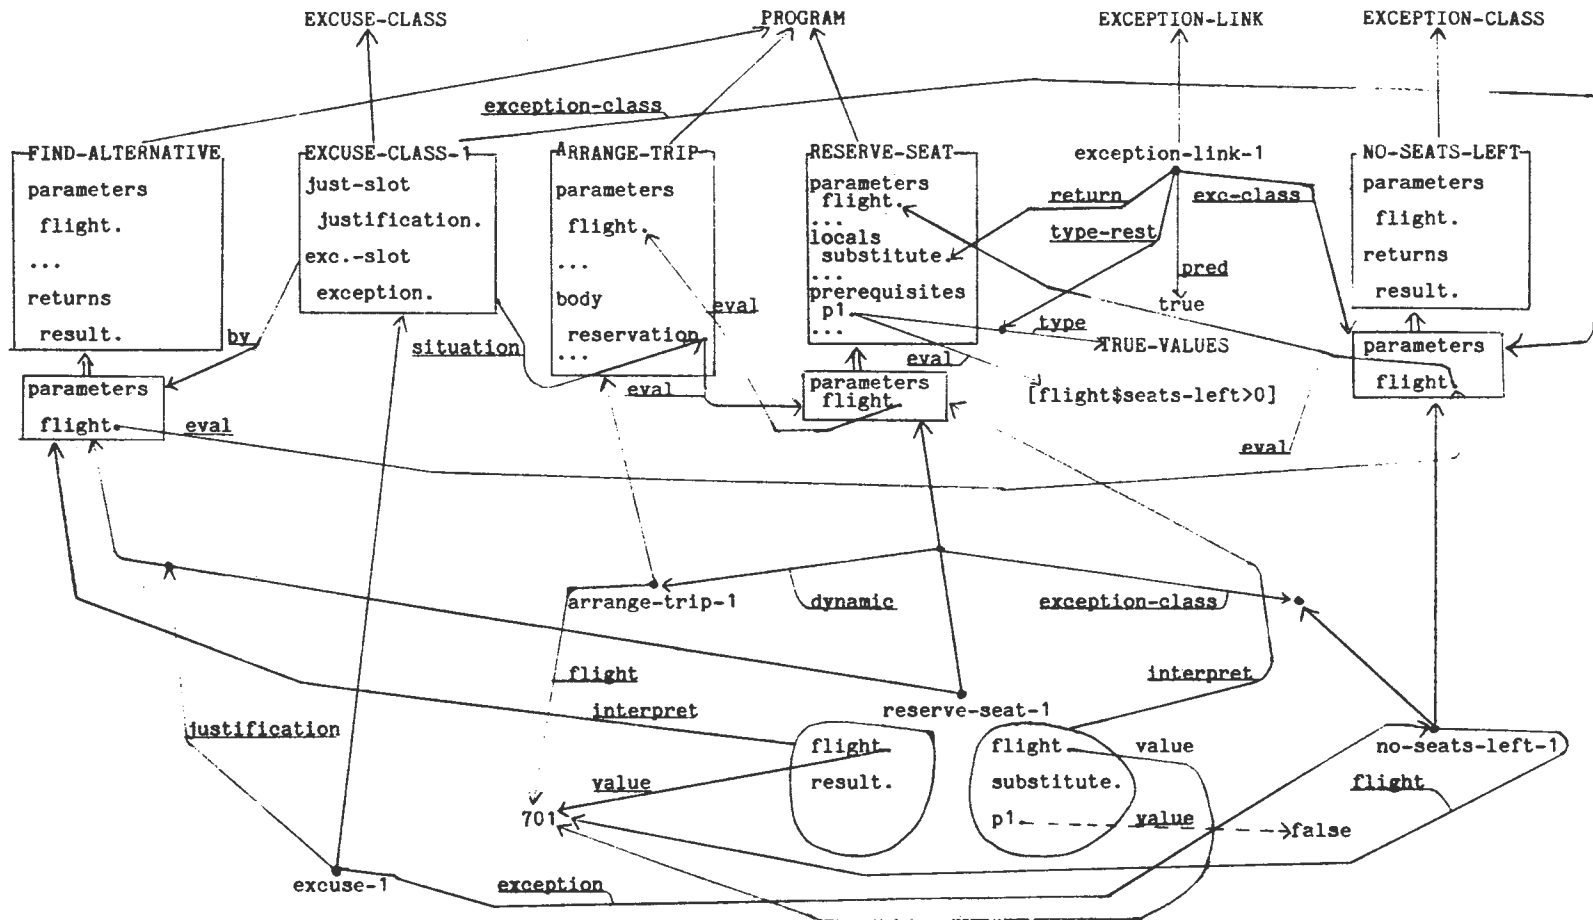 EXCUSE-CLASS
PROGRAM
EXCEPTION-LINK
EXCEPTION-CLASS
exception-class
FIND-ALTERNATIVE
parameters
flight.
...
returns
result.
parameters
flight.
by
eval
EXCUSE-CLASS-1
just-slot
justification.
exc.-slot
exception.
situation
ARRANGE-TRIP
parameters
flight.
...
body
reservation
...
eval
eval
RESERVE-SEAT
parameters
flight.
...
locals
substitute.
...
prerequisites
p1.
...
parameters
flight
eval
exception-link-1
return
exc-class
type-rest
pred
true
type
TRUE-VALUES
[flight$seats-left>0]
eval
NO-SEATS-LEFT
parameters
flight.
returns
result.
parameters
flight
arrange-trip-1
dynamic
exception-class
flight
interpret
interpret
reserve-seat-1
justification
flight
result.
value
701
flight
value
substitute.
p1
value
false
no-seats-left-1
flight
excuse-1
exception